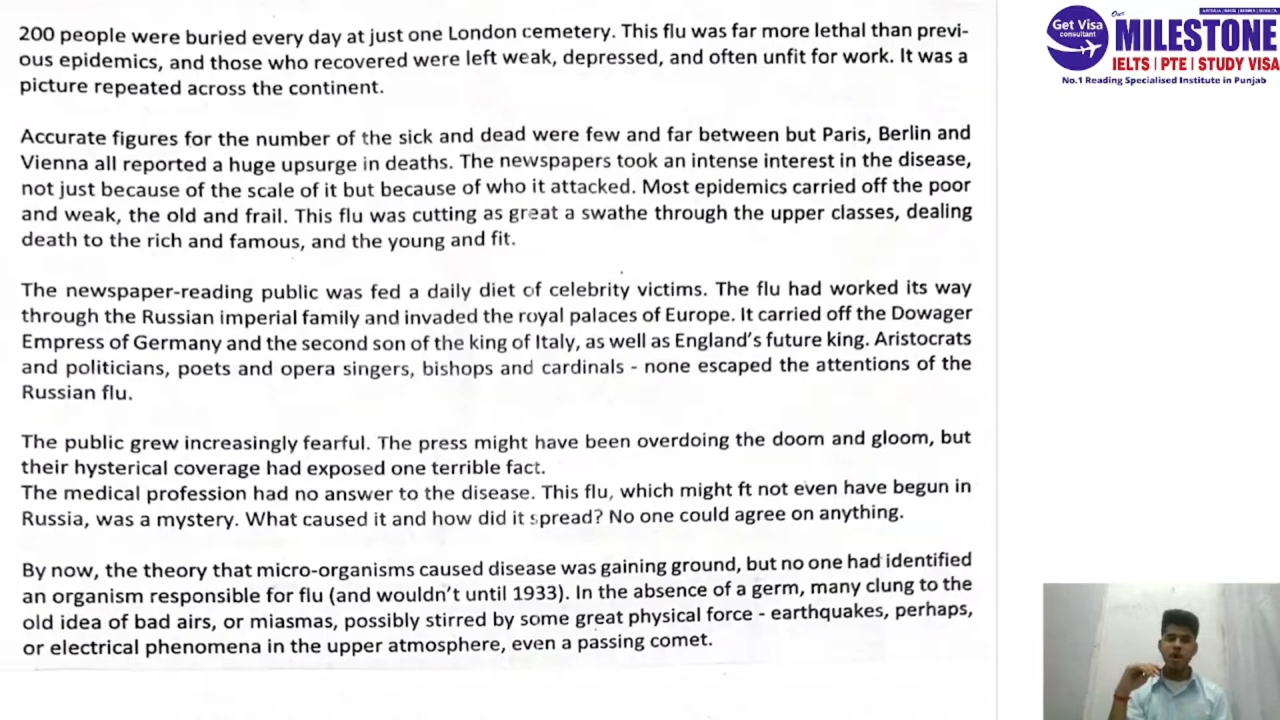 200 people were buried every day at just one London cemetery. This flu was far more lethal than previ-
ous epidemics, and those who recovered were left weak, depressed, and often unfit for work. It was a
picture repeated across the continent.
Accurate figures for the number of the sick and dead were few and far between but Paris, Berlin and
Vienna all reported a huge upsurge in deaths. The newspapers took an intense interest in the disease,
not just because of the scale of it but because of who it attacked. Most epidemics carried off the poor
and weak, the old and frail. This flu was cutting as great a swathe through the upper classes, dealing
death to the rich and famous, and the young and fit.
The newspaper-reading public was fed a daily diet of celebrity victims. The flu had worked its way
through the Russian imperial family and invaded the royal palaces of Europe. It carried off the Dowager
Empress of Germany and the second son of the king of Italy, as well as England's future king. Aristocrats
and politicians, poets and opera singers, bishops and cardinals - none escaped the attentions of the
Russian flu.
The public grew increasingly fearful. The press might have been overdoing the doom and gloom, but
their hysterical coverage had exposed one terrible fact.
The medical profession had no answer to the disease. This flu, which might ft not even have begun in
Russia, was a mystery. What caused it and how did it spread? No one could agree on anything.
By now, the theory that micro-organisms caused disease was gaining ground, but no one had identified
an organism responsible for flu (and wouldn't until 1933). In the absence of a germ, many clung to the
old idea of bad airs, or miasmas, possibly stirred by some great physical force - earthquakes, perhaps,
or electrical phenomena in the upper atmosphere, even a passing comet.
Get Visa
consultant
Our
MILESTONE
IELTS | PTE | STUDY VISA
No.1 Reading Specialised Institute in Punjab